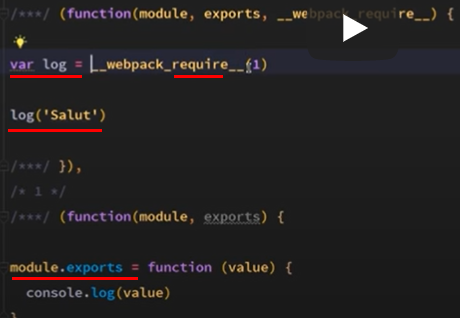 /***/ (function(module, exports, __webpack_require__) {
var log = __webpack_require__(1)
log('Salut')
/***/ }),
/* 1 */
/***/ (function(module, exports) {
module.exports = function (value) {
console.log(value)
}